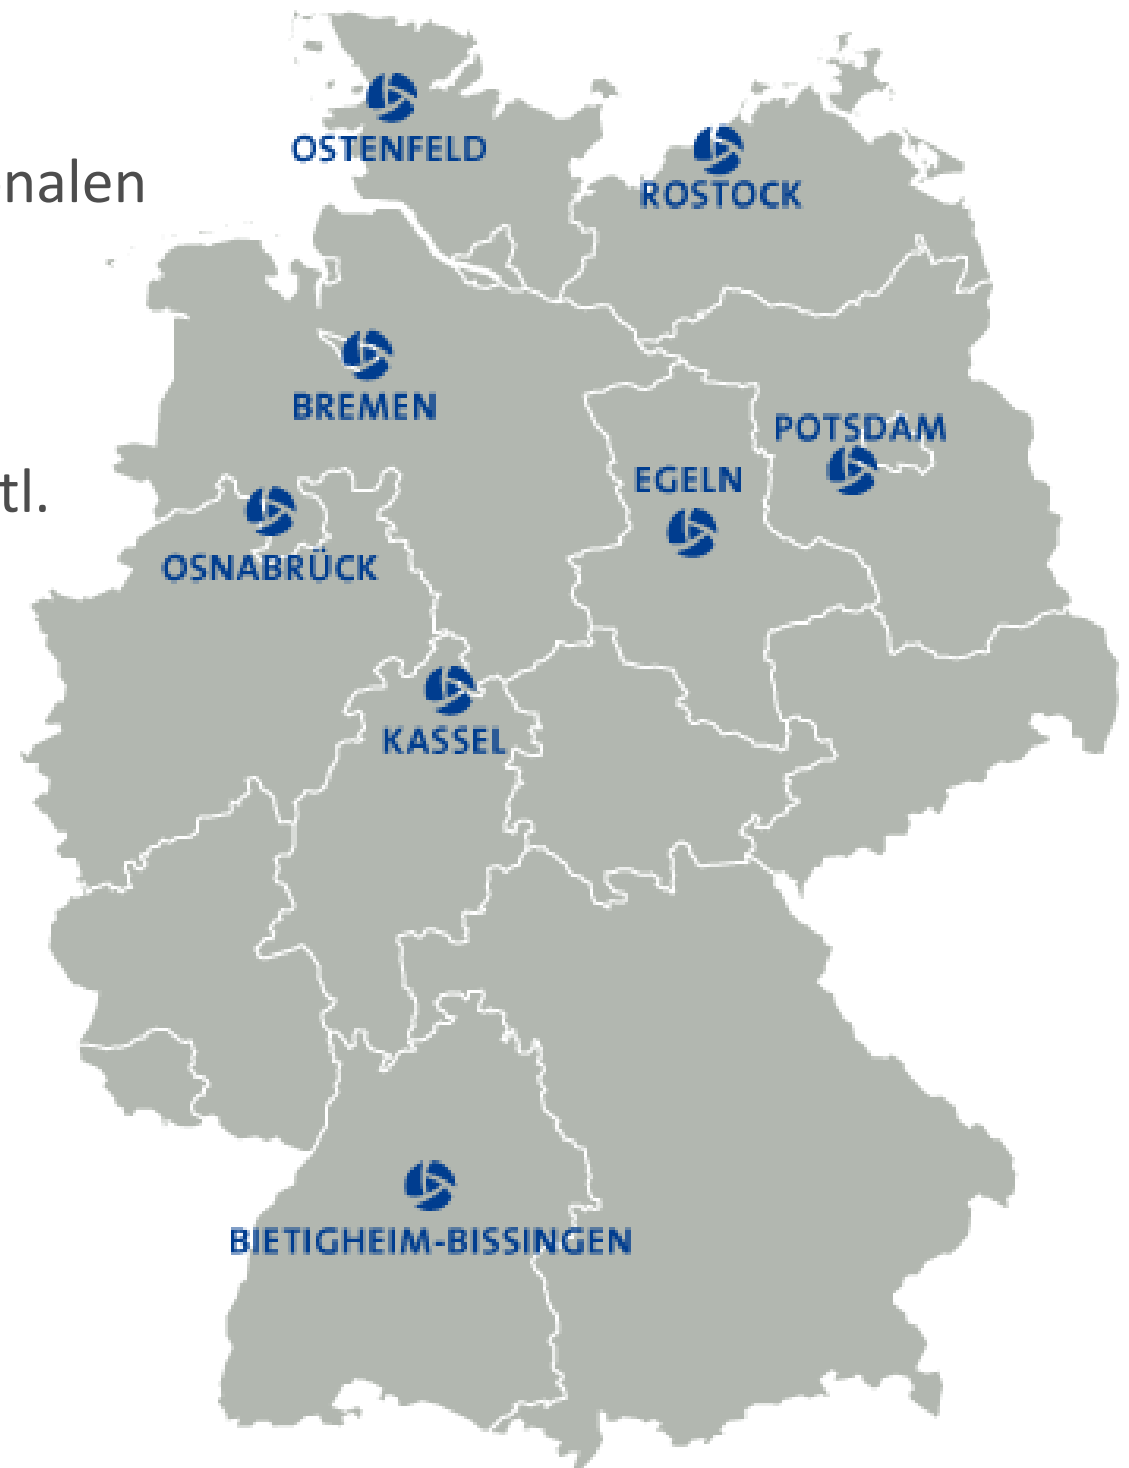 OSTENFELD
ROSTOCK
nalen
BREMEN
POTSDAM
EGELN
tl.
OSNABRÜCK
KASSEL
BIETIGHEIM-BISSINGEN